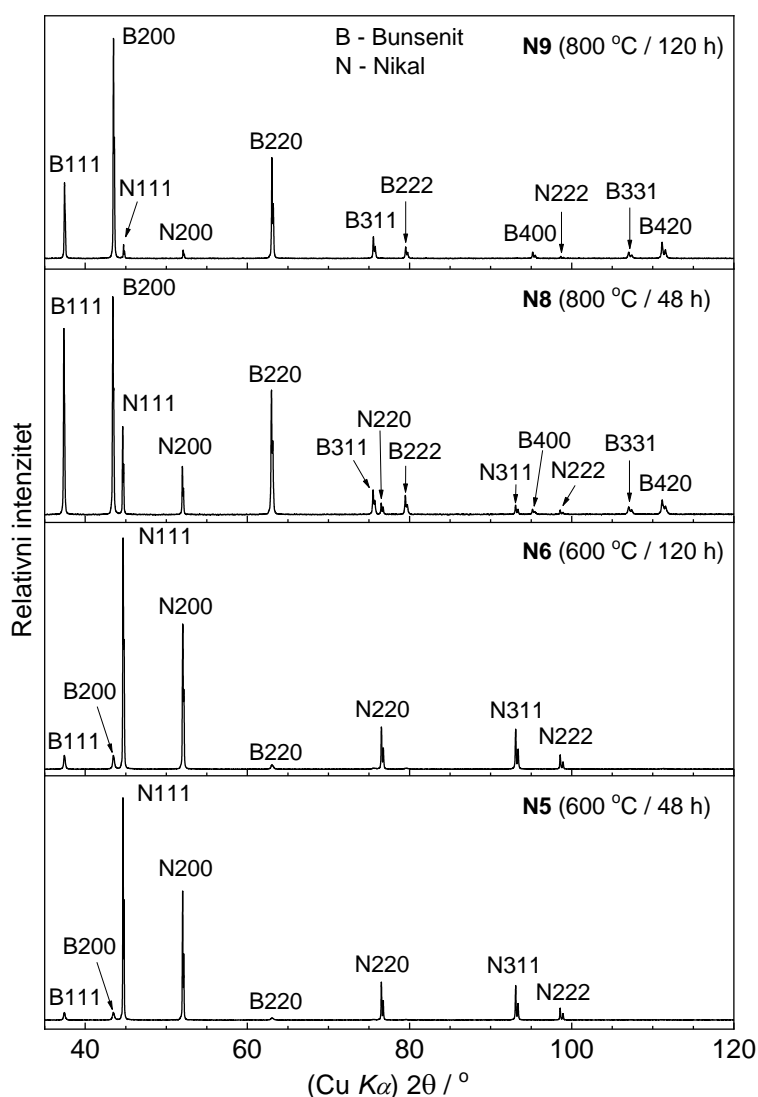 B - Bunsenit
N - Nikal
N9 (800 °C / 120 h)
B200
B111
N111
N200
B220
B311
B222
B400
N222
B331
B420
N8 (800 °C / 48 h)
B111
B200
N111
N200
B220
B311
N220
B222
N311
B400
N222
B331
B420
N6 (600 °C / 120 h)
N111
N200
B200
B111
B220
N220
N311
N222
N5 (600 °C / 48 h)
N111
N200
B200
B111
B220
N220
N311
N222
Relativni intenzitet
40
60
80
100
120
(Cu Kα) 2θ / °